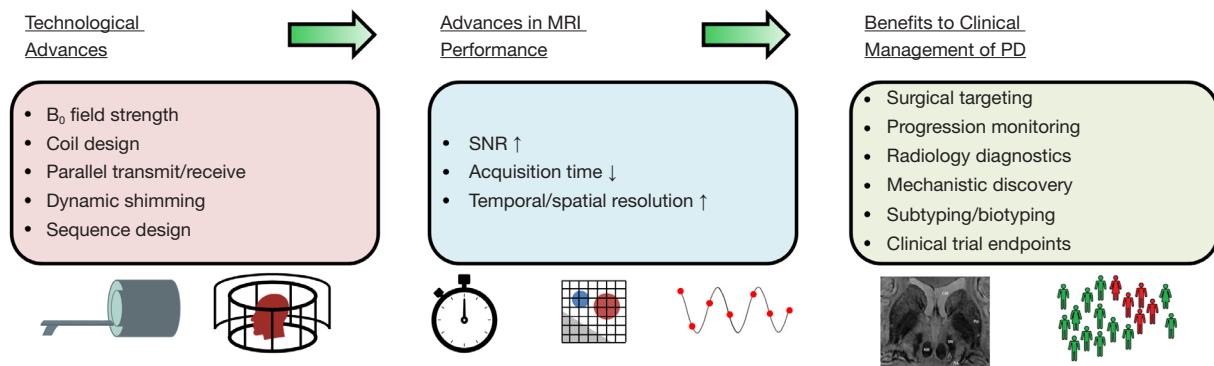 Technological
Advances
Advances in MRI
Performance
Benefits to Clinical
Management of PD
• B₀ field strength
• Coil design
• Parallel transmit/receive
• Dynamic shimming
• Sequence design
• SNR ↑
• Acquisition time ↓
• Temporal/spatial resolution ↑
• Surgical targeting
• Progression monitoring
• Radiology diagnostics
• Mechanistic discovery
• Subtyping/biotyping
• Clinical trial endpoints